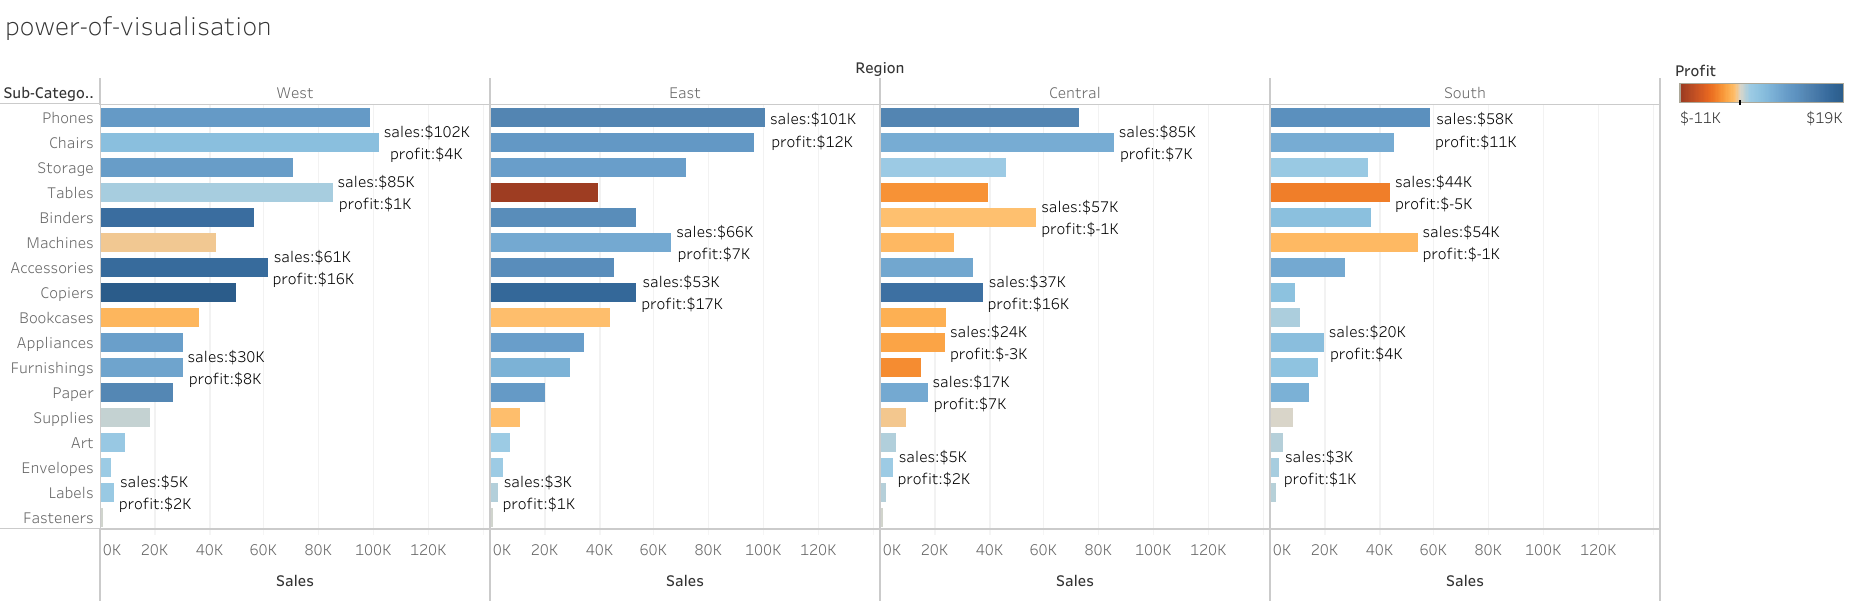 power-of-visualisation
Region
Sub-Catego..
West
East
Central
South
Profit
$-11K
$19K
Phones
Chairs
Storage
Tables
Binders
Machines
Accessories
Copiers
Bookcases
Appliances
Furnishings
Paper
Supplies
Art
Envelopes
Labels
Fasteners
sales:$102K
profit:$4K
sales:$85K
profit:$1K
sales:$61K
profit:$16K
sales:$30K
profit:$8K
sales:$5K
profit:$2K
sales:$101K
profit:$12K
sales:$66K
profit:$7K
sales:$53K
profit:$17K
sales:$3K
profit:$1K
sales:$85K
profit:$7K
sales:$57K
profit:$-1K
sales:$37K
profit:$16K
sales:$24K
profit:$-3K
sales:$17K
profit:$7K
sales:$5K
profit:$2K
sales:$58K
profit:$11K
sales:$44K
profit:$-5K
sales:$54K
profit:$-1K
sales:$20K
profit:$4K
sales:$3K
profit:$1K
0K 20K 40K 60K 80K 100K 120K
0K 20K 40K 60K 80K 100K 120K
0K 20K 40K 60K 80K 100K 120K
0K 20K 40K 60K 80K 100K 120K
Sales
Sales
Sales
Sales